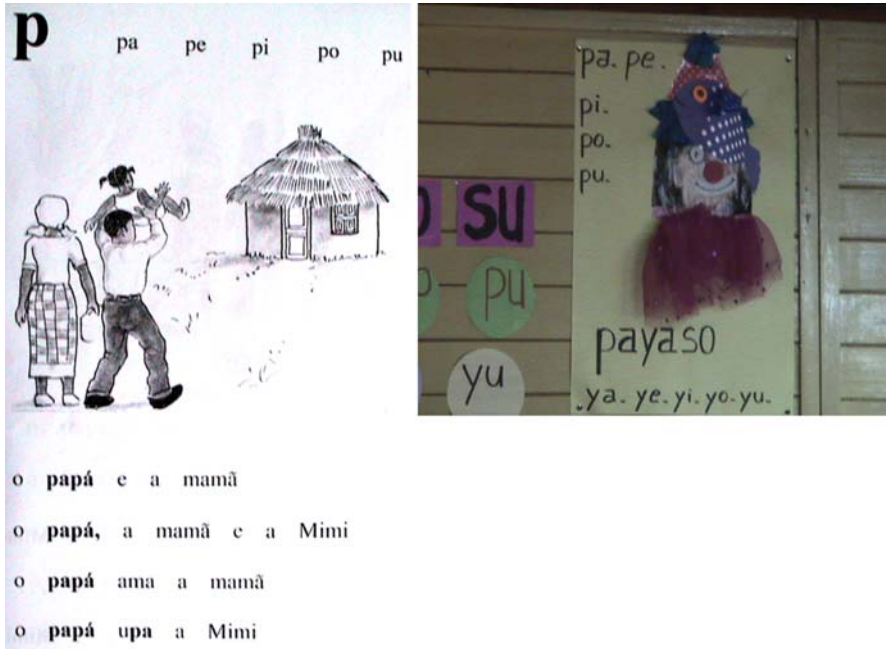 p
pa pe pi po pu
o papá e a mamã
o papá, a mamã e a Mimi
o papá ama a mamã
o papá upa a Mimi
pa. pe.
pi.
po.
pu.
su
pu
yu
payaso
ya. ye. yi. yo. yu.